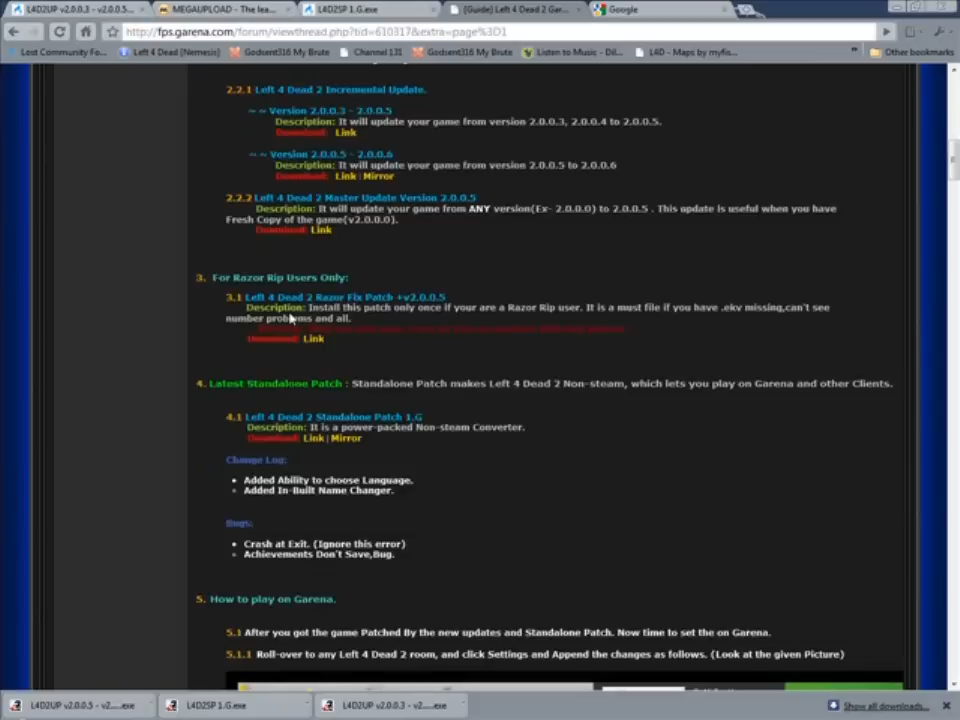 L4D2UP v2.0.0.3 - v2.0.0.5...
MEGAUPLOAD - The lea...
L4D2SP 1.G.exe
[Guide] Left 4 Dead 2 Gar...
Google
http://fps.garena.com/forum/viewthread.php?tid=610317&extra=page%3D1
Lost Community Fo...
Left 4 Dead [Nemesis]
Godsent316 My Brute
Channel 131
Godsent316 My Brute
Listen to Music - Dil...
L4D - Maps by myfis...
Other bookmarks
2.2.1 Left 4 Dead 2 Incremental Update.
~ ~ Version 2.0.0.3 - 2.0.0.5
Description: It will update your game from version 2.0.0.3, 2.0.0.4 to 2.0.0.5.
Download: Link
~ ~ Version 2.0.0.5 - 2.0.0.6
Description: It will update your game from version 2.0.0.5 to 2.0.0.6
Download: Link | Mirror
2.2.2 Left 4 Dead 2 Master Update Version 2.0.0.5
Description: It will update your game from ANY version(Ex- 2.0.0.0) to 2.0.0.5 . This update is useful when you have
Fresh Copy of the game(v2.0.0.0).
Download: Link
3. For Razor Rip Users Only:
3.1 Left 4 Dead 2 Razor Fix Patch +v2.0.0.5
Description: Install this patch only once if your are a Razor Rip user. It is a must file if you have .ekv missing,can't see
number problems and all.
Download: Link
4. Latest Standalone Patch : Standalone Patch makes Left 4 Dead 2 Non-steam, which lets you play on Garena and other Clients.
4.1 Left 4 Dead 2 Standalone Patch 1.G
Description: It is a power-packed Non-steam Converter.
Download: Link | Mirror
Change Log:
• Added Ability to choose Language.
• Added In-Built Name Changer.
Bugs:
• Crash at Exit. (Ignore this error)
• Achievements Don't Save,Bug.
5. How to play on Garena.
5.1 After you got the game Patched By the new updates and Standalone Patch. Now time to set the on Garena.
5.1.1 Roll-over to any Left 4 Dead 2 room, and click Settings and Append the changes as follows. (Look at the given Picture)
L4D2UP v2.0.0.5 - v2....exe
L4D2SP 1.G.exe
L4D2UP v2.0.0.3 - v2....exe
Show all downloads...